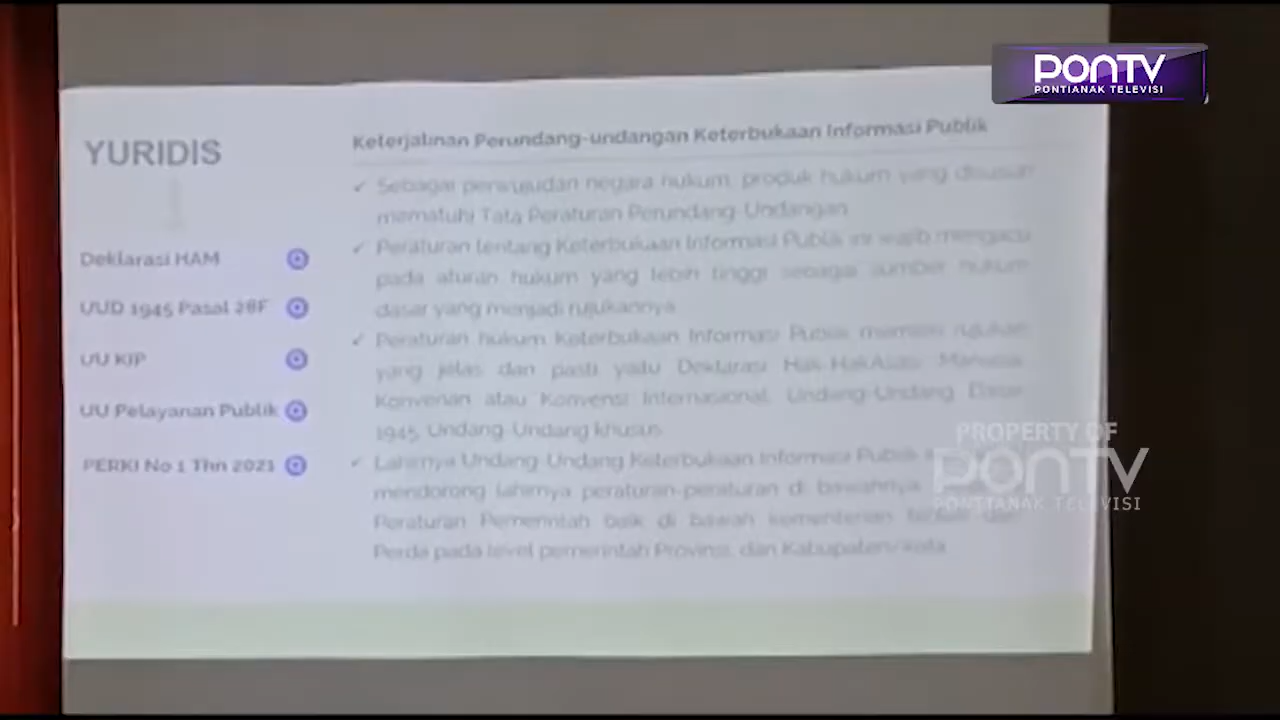 PONTV
PONTIANAK TELEVISI
YURIDIS
Deklarasi HAM
UUD 1945 Pasal 28F
UU KIP
UU Pelayanan Publik
PERKI No 1 Thn 2021
Keterjalinan Perundang-undangan Keterbukaan Informasi Publik
✓ Sebagai perwujudan negara hukum, produk hukum yang disusun
mematuhi Tata Peraturan Perundang-Undangan
✓ Peraturan tentang Keterbukaan Informasi Publik ini wajib mengacu
pada aturan hukum yang lebih tinggi sebagai sumber hukum
dasar yang menjadi rujukannya
✓ Peraturan hukum Keterbukaan Informasi Publik memiliki rujukan
yang jelas dan pasti yaitu Deklarasi Hak-HakAsasi Manusia,
Konvenan atau Konvensi Internasional, Undang-Undang Dasar
1945, Undang-Undang khusus
✓ Lahirnya Undang-Undang Keterbukaan Informasi Publik
mendorong lahirnya peraturan-peraturan di bawahnya
Peraturan Pemerintah baik di bawah kementerian
Perda pada level pemerintah Provinsi, dan Kabupaten/Kota
PROPERTY OF
PONTV
PONTIANAK TELEVISI